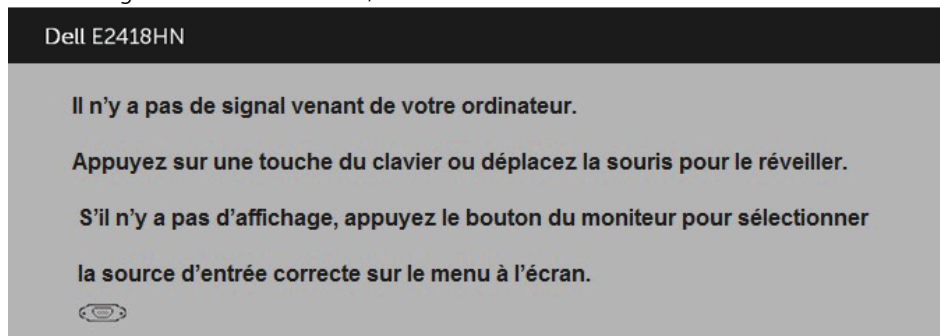 Dell E2418HN
Il n’y a pas de signal venant de votre ordinateur.
Appuyez sur une touche du clavier ou déplacez la souris pour le réveiller.
S’il n’y a pas d’affichage, appuyez le bouton du moniteur pour sélectionner
la source d’entrée correcte sur le menu à l’écran.